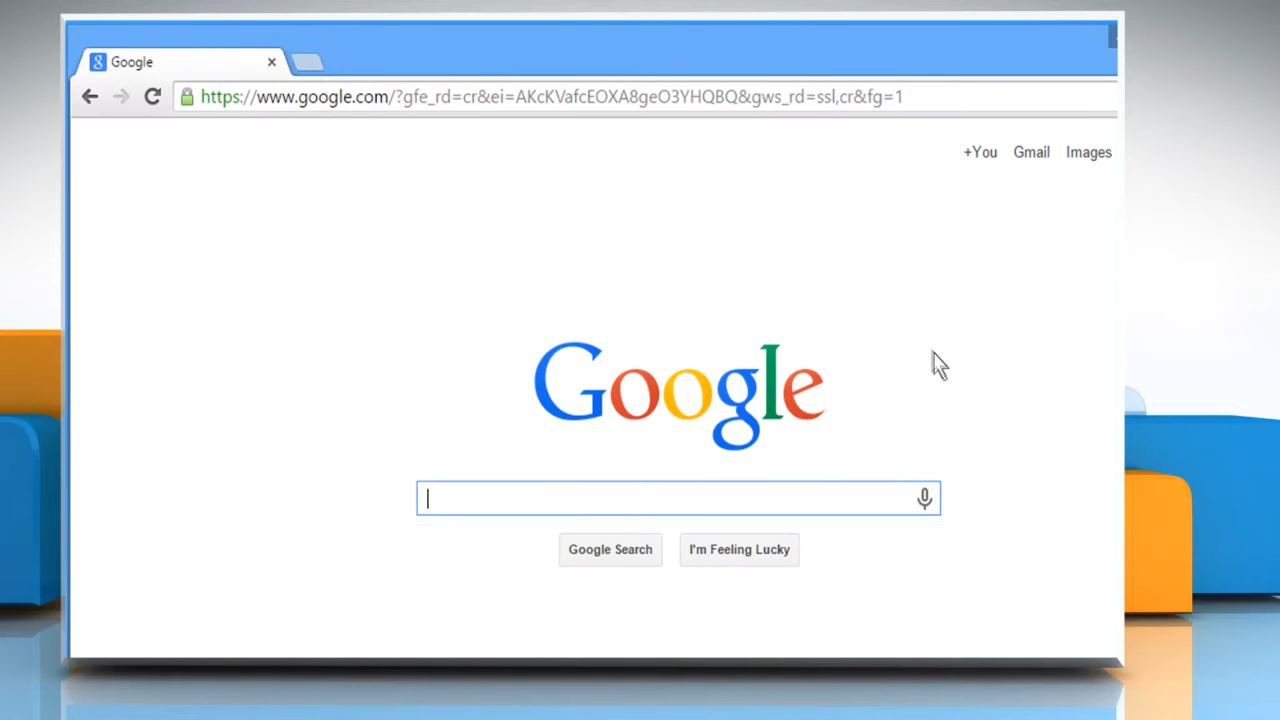 Google
https://www.google.com/?gfe_rd=cr&ei=AKcKVafcEOXA8geO3YHQBQ&gws_rd=ssl,cr&fg=1
+You Gmail Images
Google
Google Search I'm Feeling Lucky